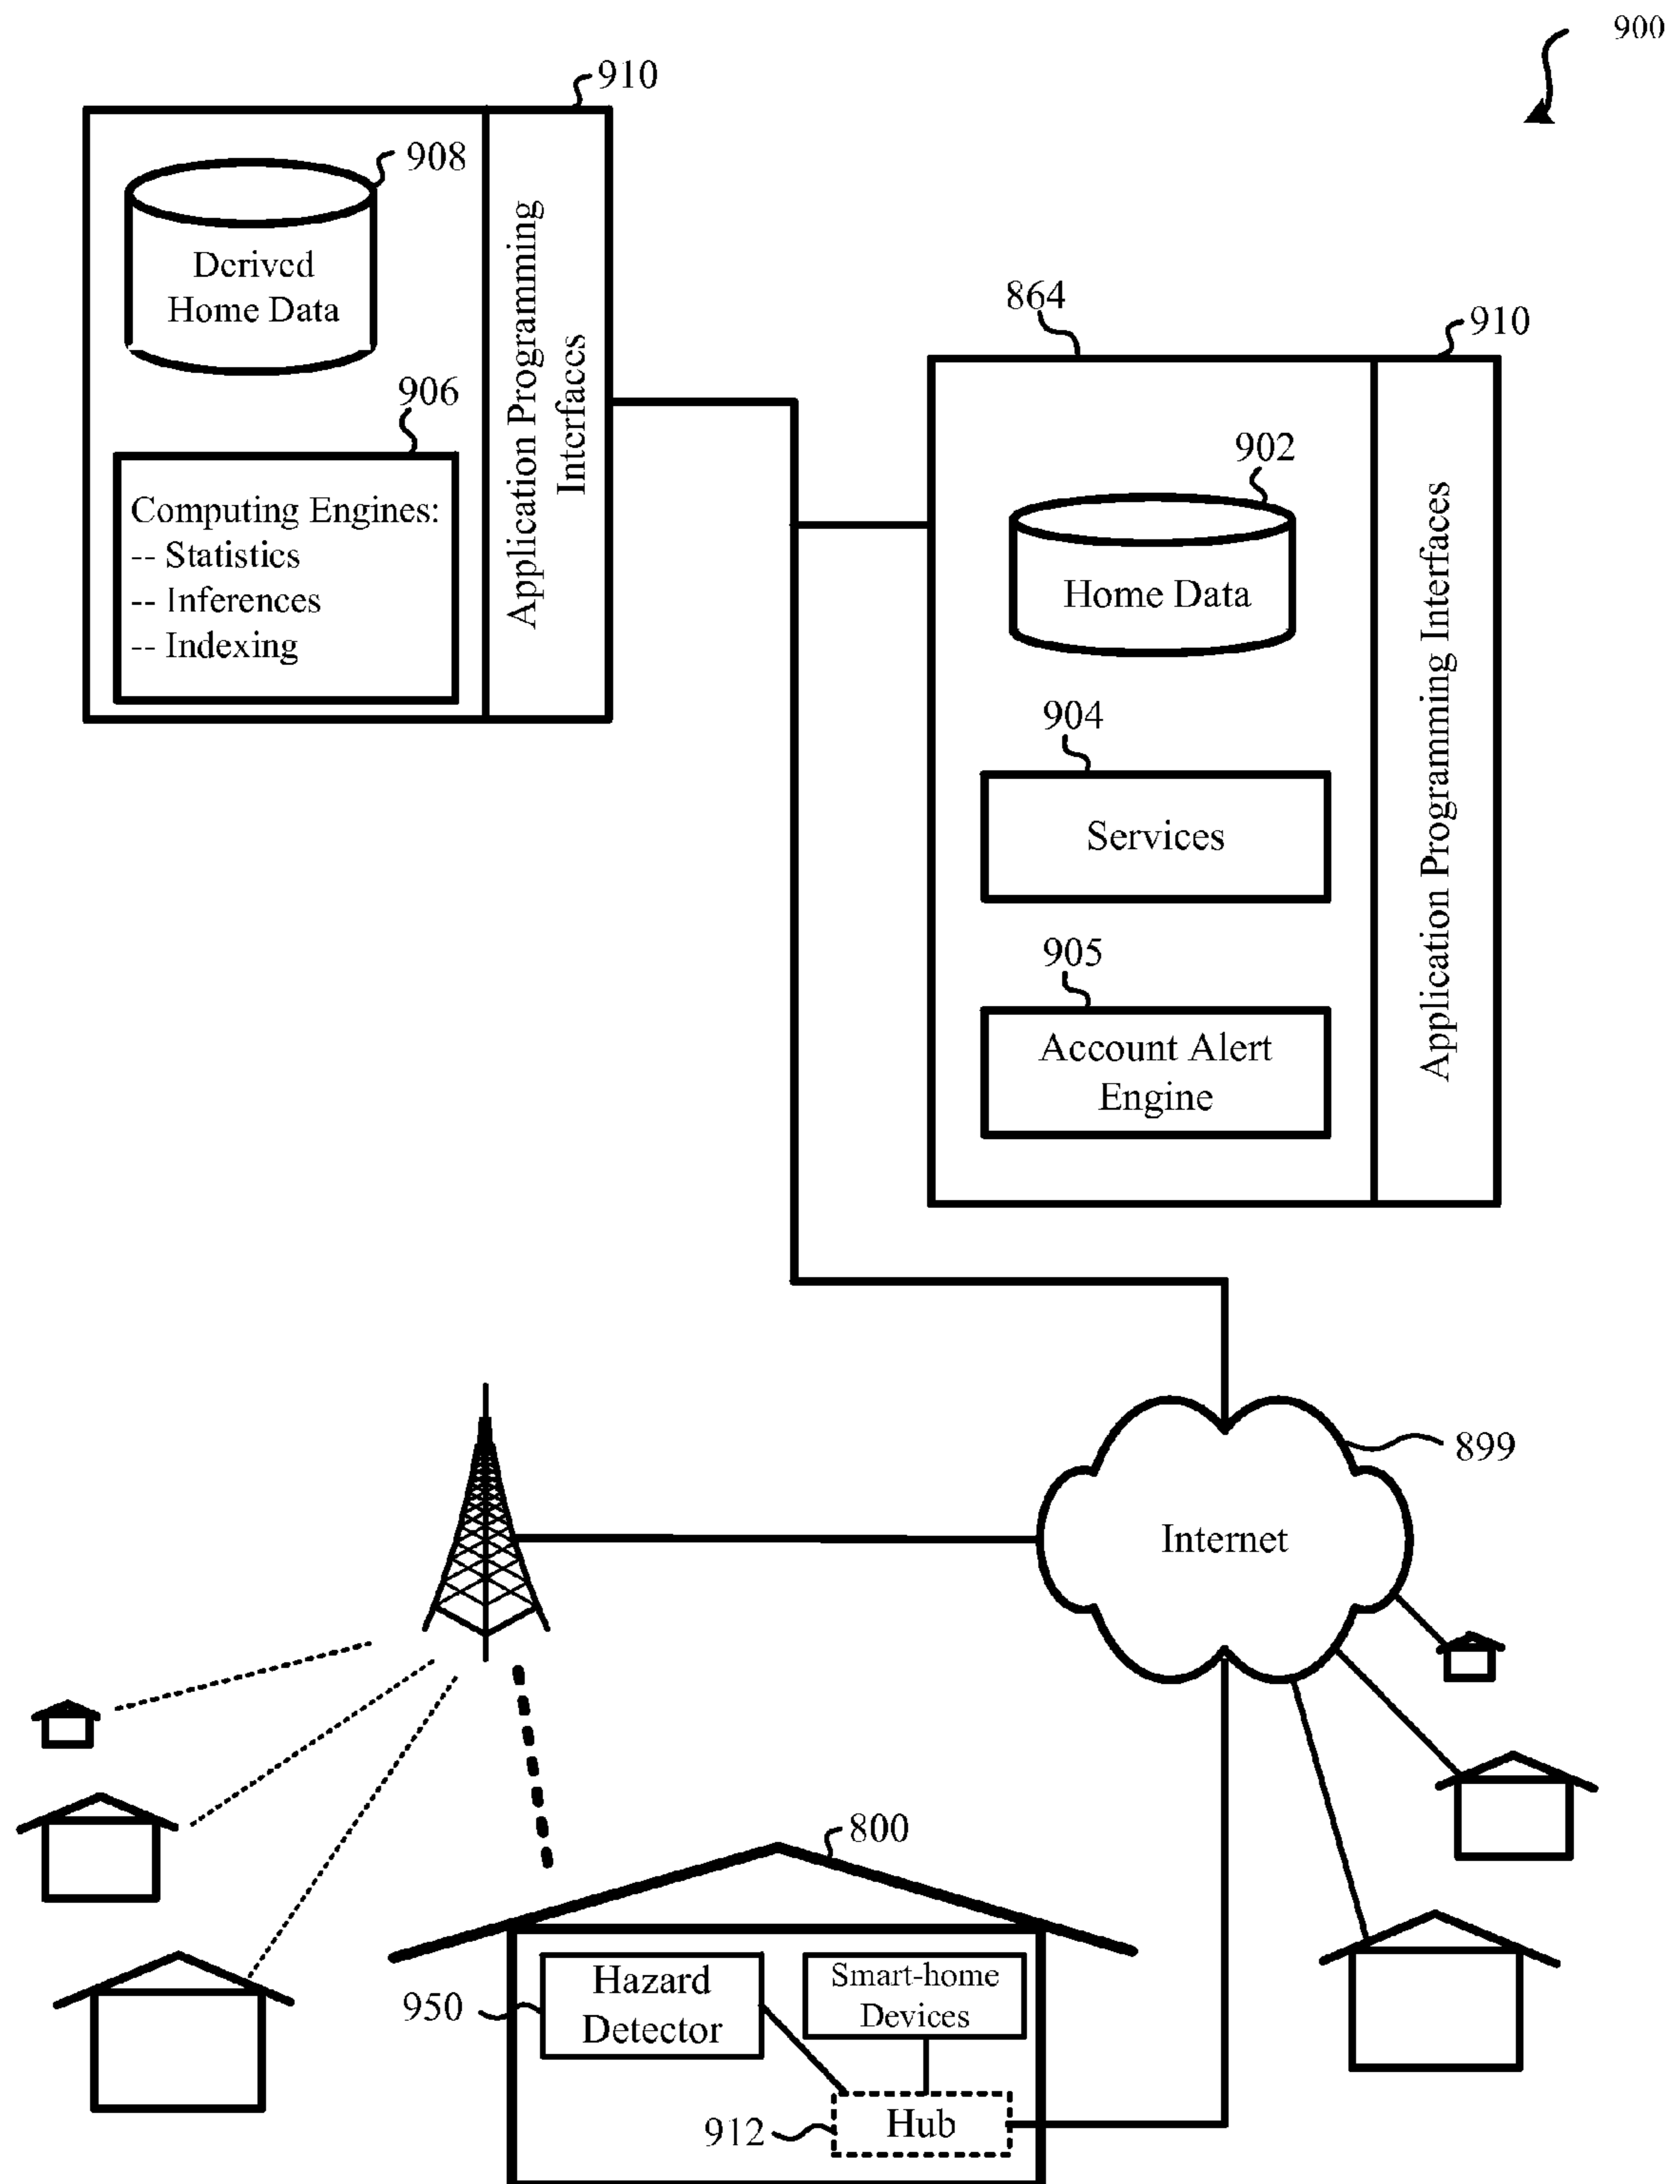 900
910
908
Derived
Home Data
906
Computing Engines:
-- Statistics
-- Inferences
-- Indexing
Application Programming
Interfaces
864
910
902
Home Data
904
Services
905
Account Alert
Engine
Application Programming Interfaces
899
Internet
800
Hazard
Detector
950
Smart-home
Devices
912
Hub